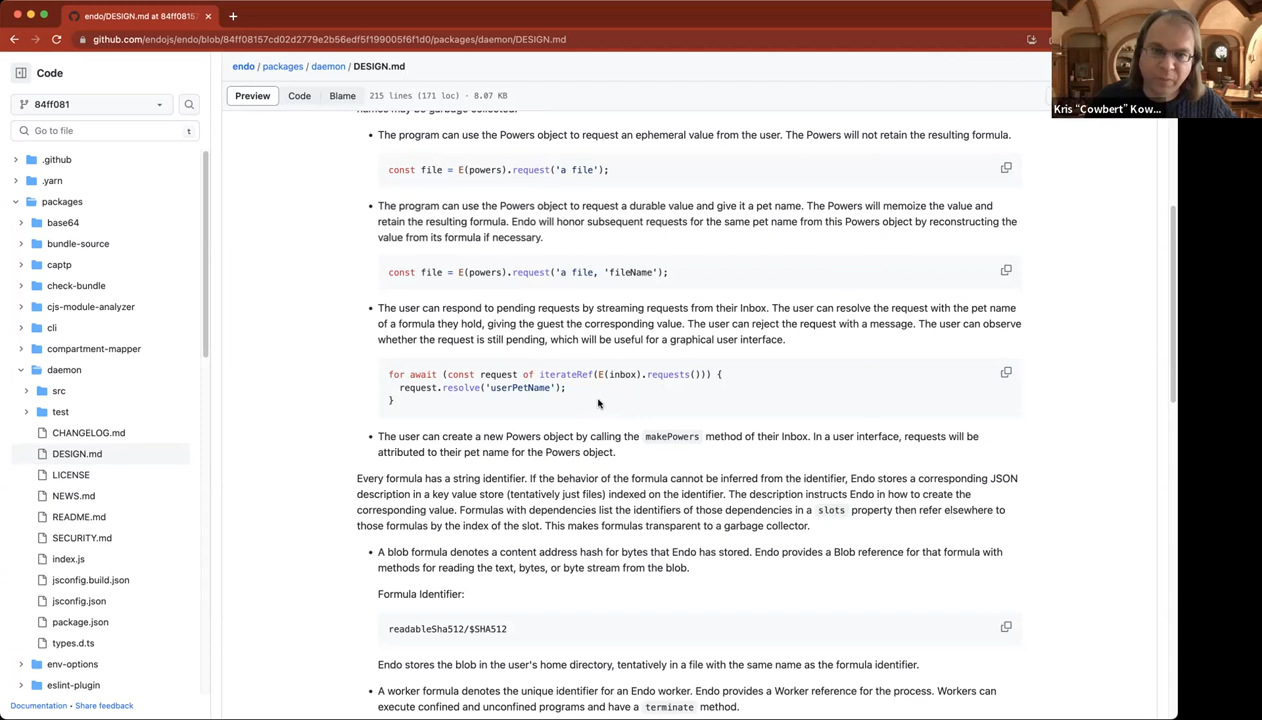 endo/DESIGN.md at 84ff08157
github.com/endojs/endo/blob/84ff08157cd02d2779e2b56edf5f199005f6f1d0/packages/daemon/DESIGN.md
Kris "Cowbert" Kow...
Code
84ff081
Go to file
t
.github
.yarn
packages
base64
bundle-source
captp
check-bundle
cjs-module-analyzer
cli
compartment-mapper
daemon
src
test
CHANGELOG.md
DESIGN.md
LICENSE
NEWS.md
README.md
SECURITY.md
index.js
jsconfig.build.json
jsconfig.json
package.json
types.d.ts
env-options
eslint-plugin
Documentation • Share feedback
endo / packages / daemon / DESIGN.md
Preview Code Blame 215 lines (171 loc) · 8.07 KB
names may be garbage collected.
• The program can use the Powers object to request an ephemeral value from the user. The Powers will not retain the resulting formula.
const file = E(powers).request('a file');
• The program can use the Powers object to request a durable value and give it a pet name. The Powers will memoize the value and
retain the resulting formula. Endo will honor subsequent requests for the same pet name from this Powers object by reconstructing the
value from its formula if necessary.
const file = E(powers).request('a file, 'fileName');
• The user can respond to pending requests by streaming requests from their Inbox. The user can resolve the request with the pet name
of a formula they hold, giving the guest the corresponding value. The user can reject the request with a message. The user can observe
whether the request is still pending, which will be useful for a graphical user interface.
for await (const request of iterateRef(E(inbox).requests())) {
request.resolve('userPetName');
}
• The user can create a new Powers object by calling the makePowers method of their Inbox. In a user interface, requests will be
attributed to their pet name for the Powers object.
Every formula has a string identifier. If the behavior of the formula cannot be inferred from the identifier, Endo stores a corresponding JSON
description in a key value store (tentatively just files) indexed on the identifier. The description instructs Endo in how to create the
corresponding value. Formulas with dependencies list the identifiers of those dependencies in a slots property then refer elsewhere to
those formulas by the index of the slot. This makes formulas transparent to a garbage collector.
• A blob formula denotes a content address hash for bytes that Endo has stored. Endo provides a Blob reference for that formula with
methods for reading the text, bytes, or byte stream from the blob.
Formula Identifier:
readableSha512/$SHA512
Endo stores the blob in the user's home directory, tentatively in a file with the same name as the formula identifier.
• A worker formula denotes the unique identifier for an Endo worker. Endo provides a Worker reference for the process. Workers can
execute confined and unconfined programs and have a terminate method.